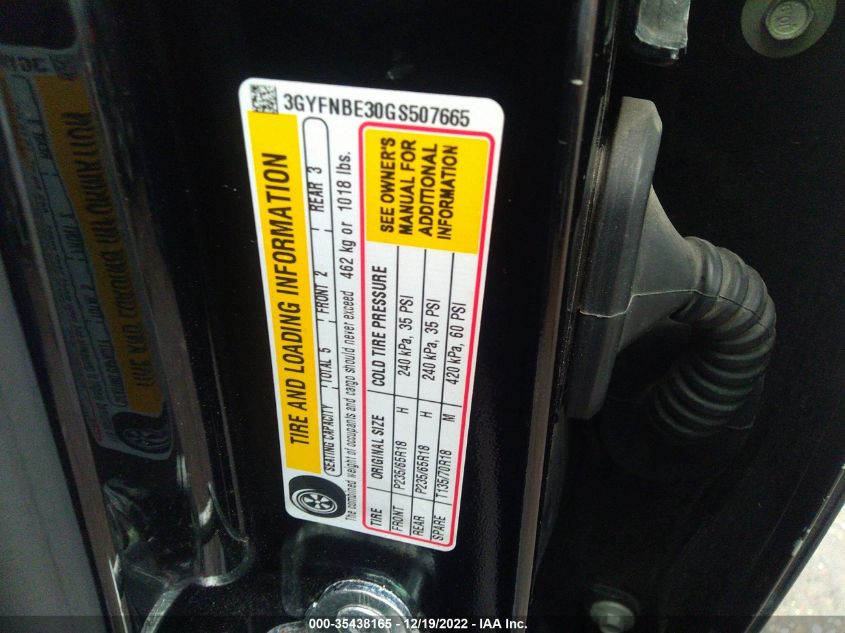 3GYFNBE30GS507665
TIRE AND LOADING INFORMATION
SEATING CAPACITY TOTAL 5 FRONT 2 REAR 3
The combined weight of occupants and cargo should never exceed 462 kg or 1018 lbs.
TIRE ORIGINAL SIZE COLD TIRE PRESSURE
FRONT P235/65R18 H 240 kPa, 35 PSI
REAR P235/65R18 H 240 kPa, 35 PSI
SPARE T135/70R18 M 420 kPa, 60 PSI
SEE OWNER'S
MANUAL FOR
ADDITIONAL
INFORMATION
000-35438165 - 12/19/2022 - IAA Inc.